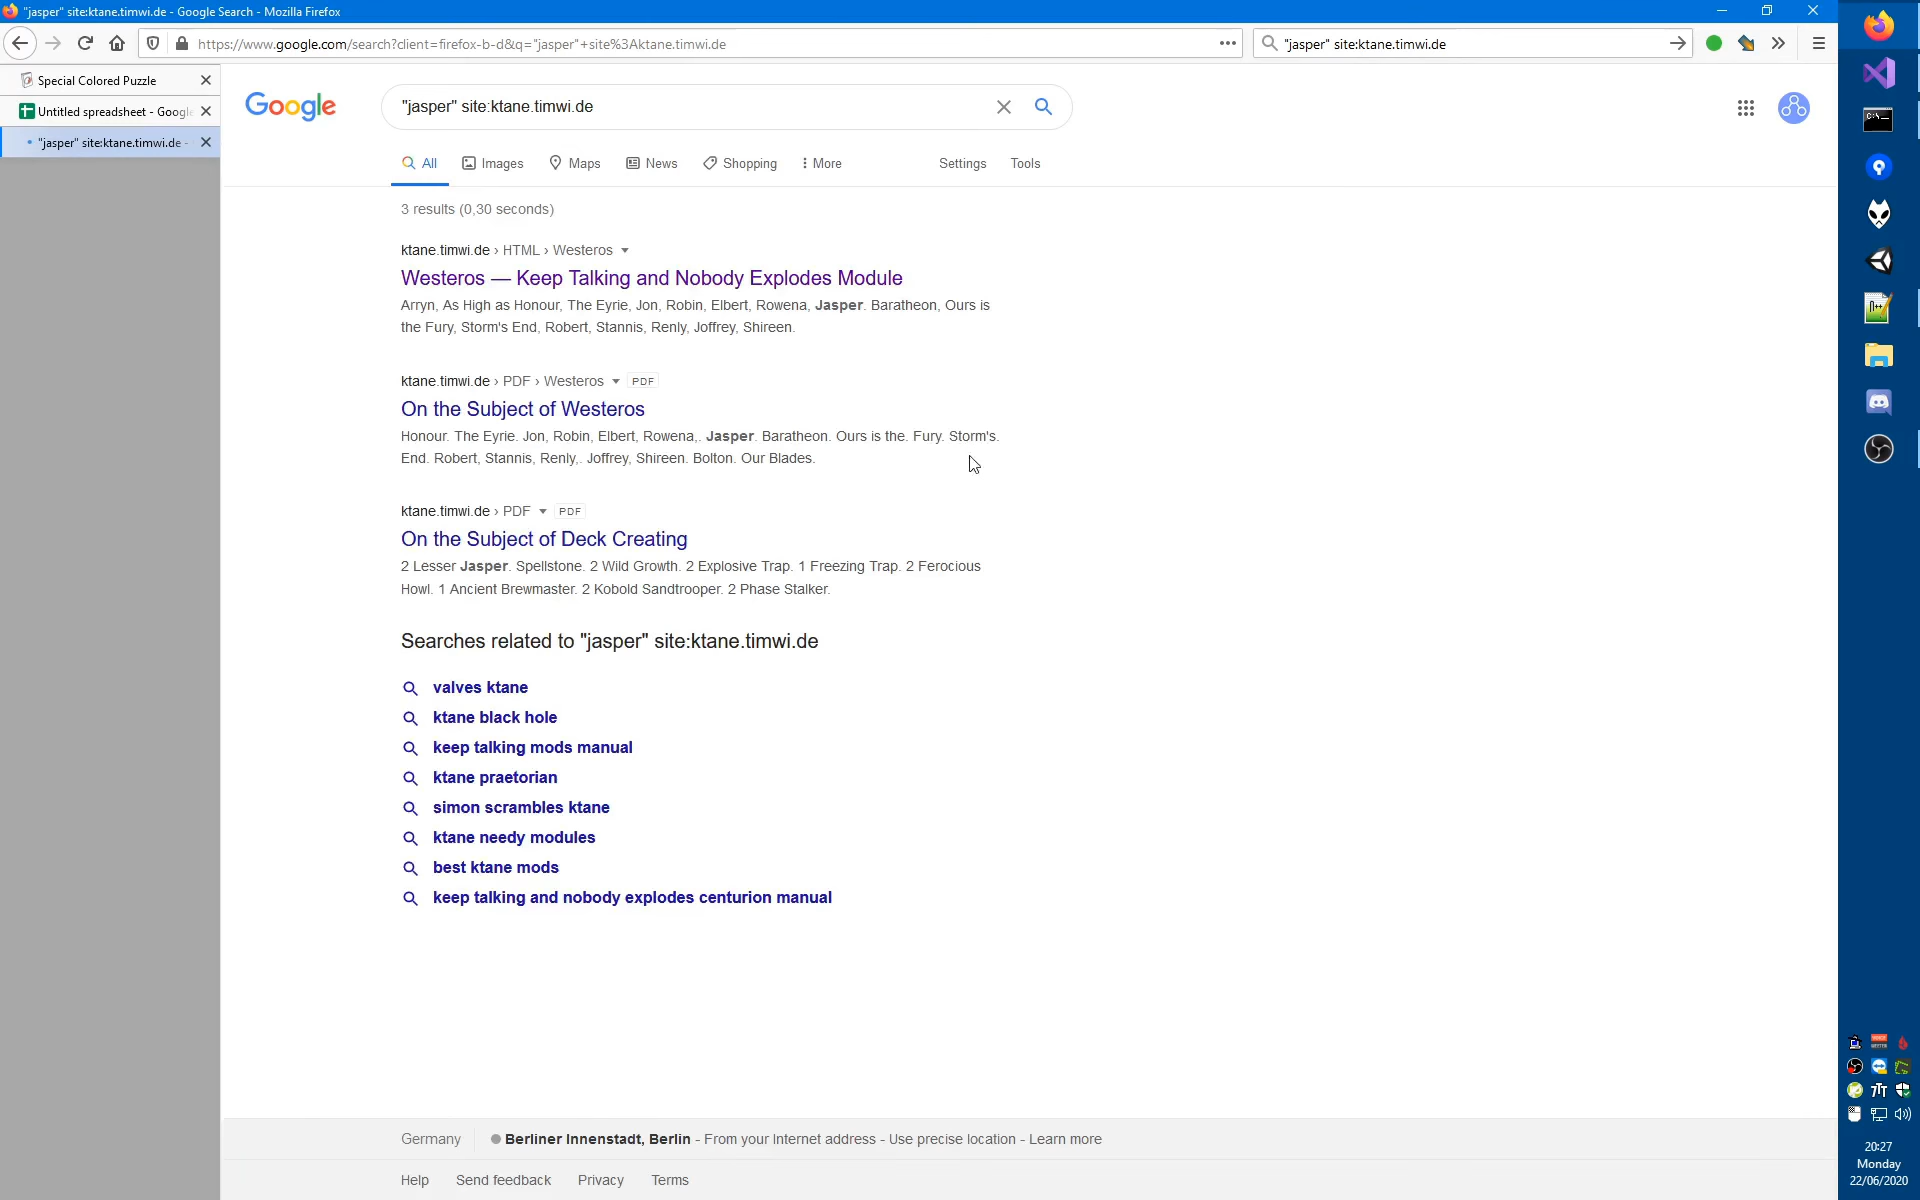 "jasper" site:ktane.timwi.de - Google Search - Mozilla Firefox
https://www.google.com/search?client=firefox-b-d&q="jasper"+site%3Aktane.timwi.de
"jasper" site:ktane.timwi.de
Special Colored Puzzle
Untitled spreadsheet - Google
"jasper" site:ktane.timwi.de -
Google
"jasper" site:ktane.timwi.de
All Images Maps News Shopping More Settings Tools
3 results (0,30 seconds)
ktane.timwi.de › HTML › Westeros
Westeros — Keep Talking and Nobody Explodes Module
Arryn, As High as Honour, The Eyrie, Jon, Robin, Elbert, Rowena, Jasper. Baratheon, Ours is
the Fury, Storm's End, Robert, Stannis, Renly, Joffrey, Shireen.
ktane.timwi.de › PDF › Westeros PDF
On the Subject of Westeros
Honour. The Eyrie. Jon, Robin, Elbert, Rowena,. Jasper. Baratheon. Ours is the. Fury. Storm's.
End. Robert, Stannis, Renly,. Joffrey, Shireen. Bolton. Our Blades.
ktane.timwi.de › PDF PDF
On the Subject of Deck Creating
2 Lesser Jasper. Spellstone. 2 Wild Growth. 2 Explosive Trap. 1 Freezing Trap. 2 Ferocious
Howl. 1 Ancient Brewmaster. 2 Kobold Sandtrooper. 2 Phase Stalker.
Searches related to "jasper" site:ktane.timwi.de
valves ktane
ktane black hole
keep talking mods manual
ktane praetorian
simon scrambles ktane
ktane needy modules
best ktane mods
keep talking and nobody explodes centurion manual
Germany Berliner Innenstadt, Berlin - From your Internet address - Use precise location - Learn more
Help Send feedback Privacy Terms
20:27
Monday
22/06/2020